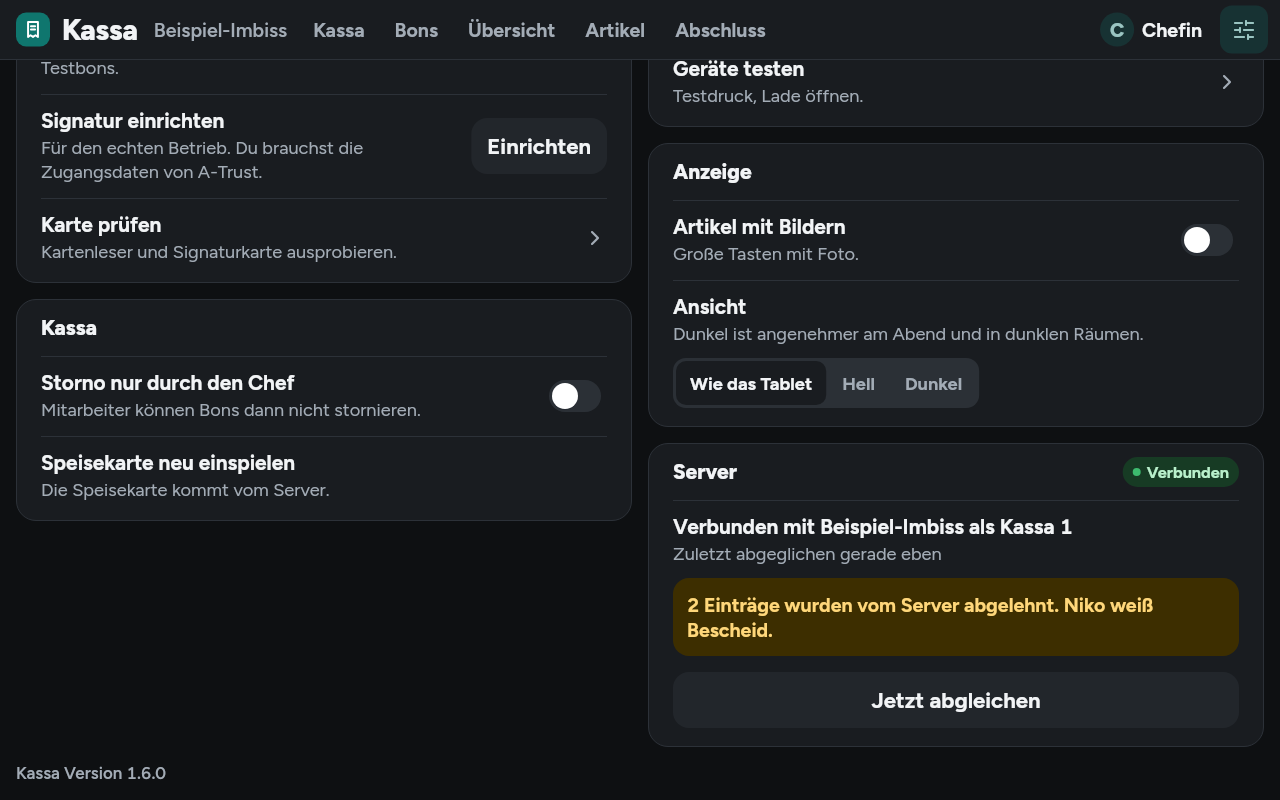 Kassa
Beispiel-Imbiss
Kassa
Bons
Übersicht
Artikel
Abschluss
C
Chefin
Testbons.
Signatur einrichten
Für den echten Betrieb. Du brauchst die
Zugangsdaten von A-Trust.
Einrichten
Karte prüfen
Kartenleser und Signaturkarte ausprobieren.
Kassa
Storno nur durch den Chef
Mitarbeiter können Bons dann nicht stornieren.
Speisekarte neu einspielen
Die Speisekarte kommt vom Server.
Geräte testen
Testdruck, Lade öffnen.
Anzeige
Artikel mit Bildern
Große Tasten mit Foto.
Ansicht
Dunkel ist angenehmer am Abend und in dunklen Räumen.
Wie das Tablet
Hell
Dunkel
Server
Verbunden
Verbunden mit Beispiel-Imbiss als Kassa 1
Zuletzt abgeglichen gerade eben
2 Einträge wurden vom Server abgelehnt. Niko weiß
Bescheid.
Jetzt abgleichen
Kassa Version 1.6.0